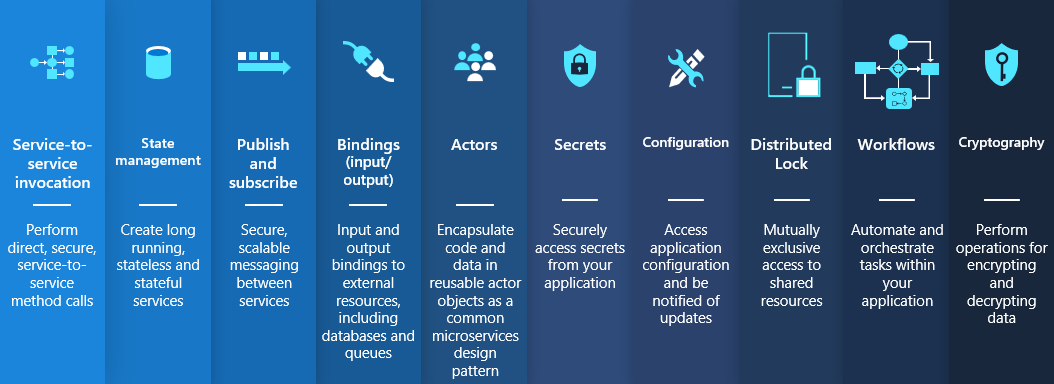 Service-to-
service
invocation
Perform
direct, secure,
service-to-
service
method calls
State
management
Create long
running,
stateless and
stateful
services
Publish
and
subscribe
Secure,
scalable
messaging
between
services
Bindings
(input/
output)
Input and
output
bindings to
external
resources,
including
databases and
queues
Actors
Encapsulate
code and
data in
reusable actor
objects as a
common
microservices
design
pattern
Secrets
Securely
access secrets
from your
application
Configuration
Access
application
configuration
and be
notified of
updates
Distributed
Lock
Mutually
exclusive
access to
shared
resources
Workflows
Automate and
orchestrate
tasks within
your
application
Cryptography
Perform
operations for
encrypting
and
decrypting
data